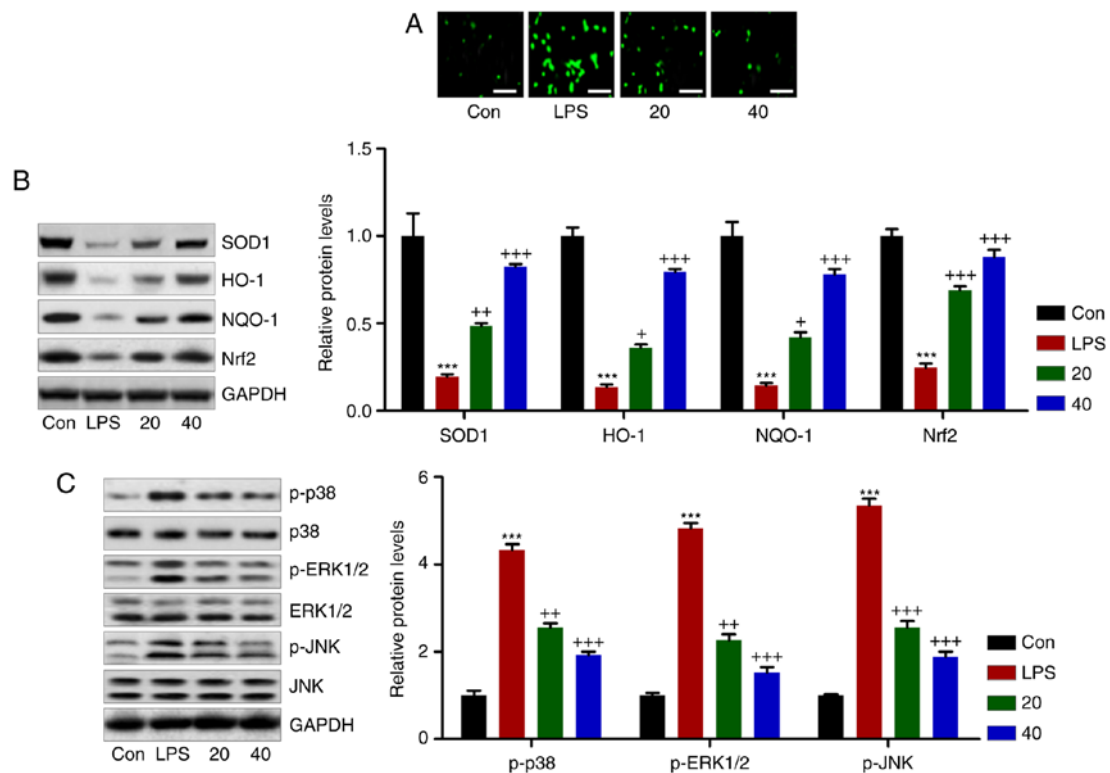 A
Con LPS 20 40
B
SOD1
HO-1
NQO-1
Nrf2
GAPDH
Con LPS 20 40
Relative protein levels
1.5
1.0
0.5
0.0
*** ++ +++
*** + +++
*** + +++
*** +++ +++
SOD1 HO-1 NQO-1 Nrf2
Con
LPS
20
40
C
p-p38
p38
p-ERK1/2
ERK1/2
p-JNK
JNK
GAPDH
Con LPS 20 40
Relative protein levels
6
4
2
0
*** ++ +++
*** ++ +++
*** +++ +++
p-p38 p-ERK1/2 p-JNK
Con
LPS
20
40